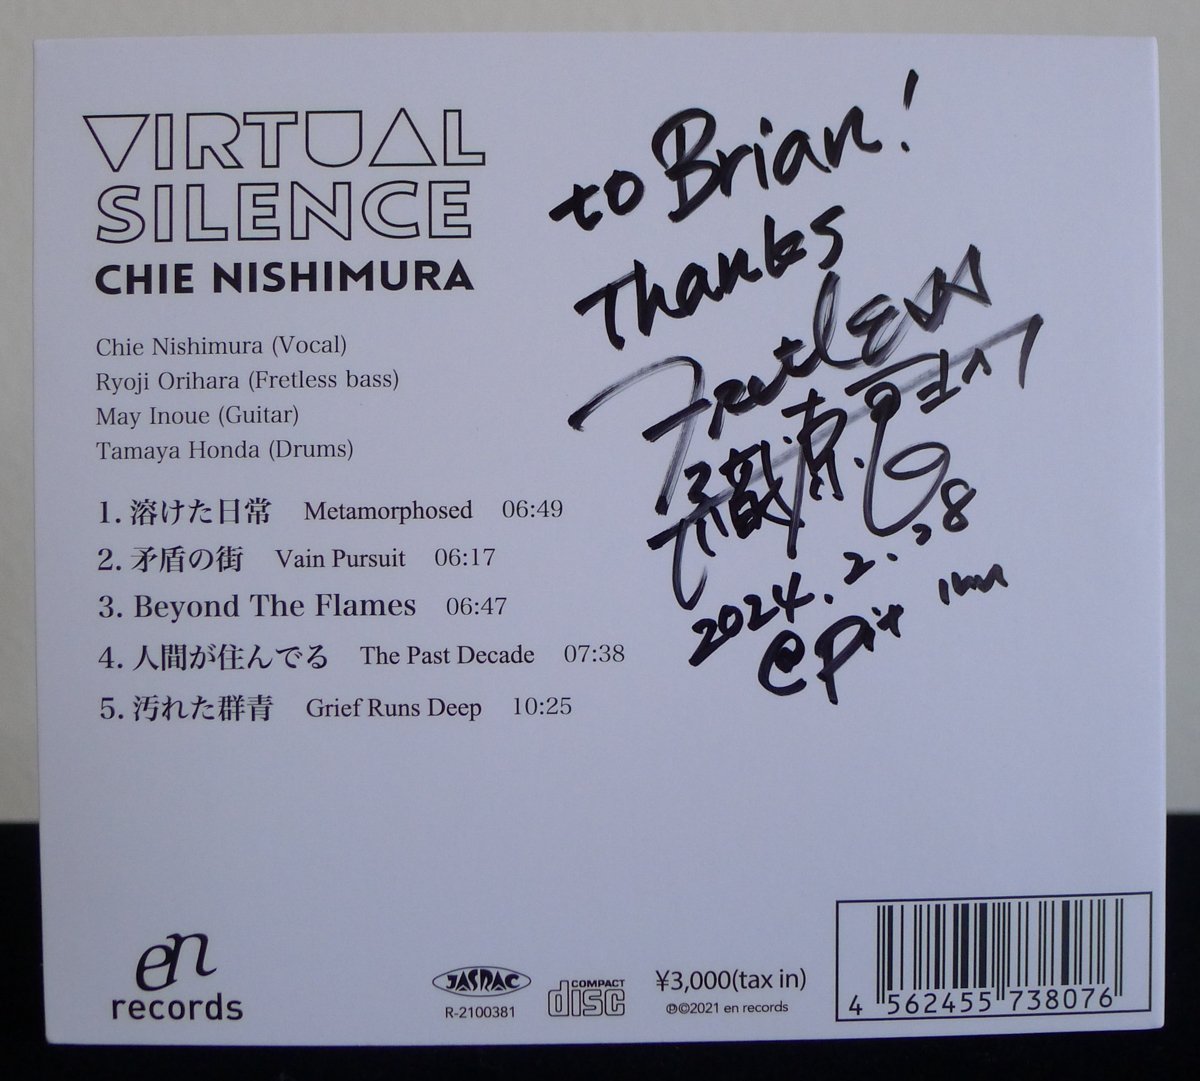 VIRTUAL
SILENCE
CHIE NISHIMURA
Chie Nishimura (Vocal)
Ryoji Orihara (Fretless bass)
May Inoue (Guitar)
Tamaya Honda (Drums)
1. 溶けた日常 Metamorphosed 06:49
2. 矛盾の街 Vain Pursuit 06:17
3. Beyond The Flames 06:47
4. 人間が住んでる The Past Decade 07:38
5. 汚れた群青 Grief Runs Deep 10:25
to Brian!
Thanks
Fretless
2024.2.28
@Pit inn
en
records
JASRAC
R-2100381
COMPACT
disc
¥3,000(tax in)
℗©2021 en records
4 562455 738076